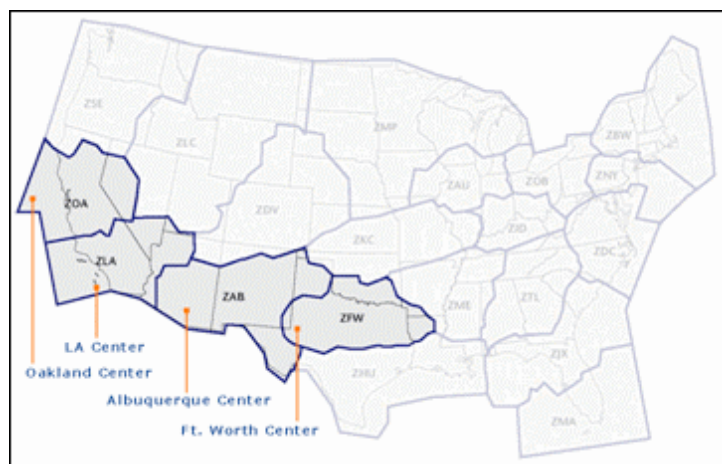 ZSE
ZLC
ZMP
ZBW
ZAU
ZOB
ZNY
ZOA
ZDV
ZKC
ZID
ZDC
ZLA
ZAB
ZFW
ZME
ZTL
ZHU
ZJX
ZMA
LA Center
Oakland Center
Albuquerque Center
Ft. Worth Center